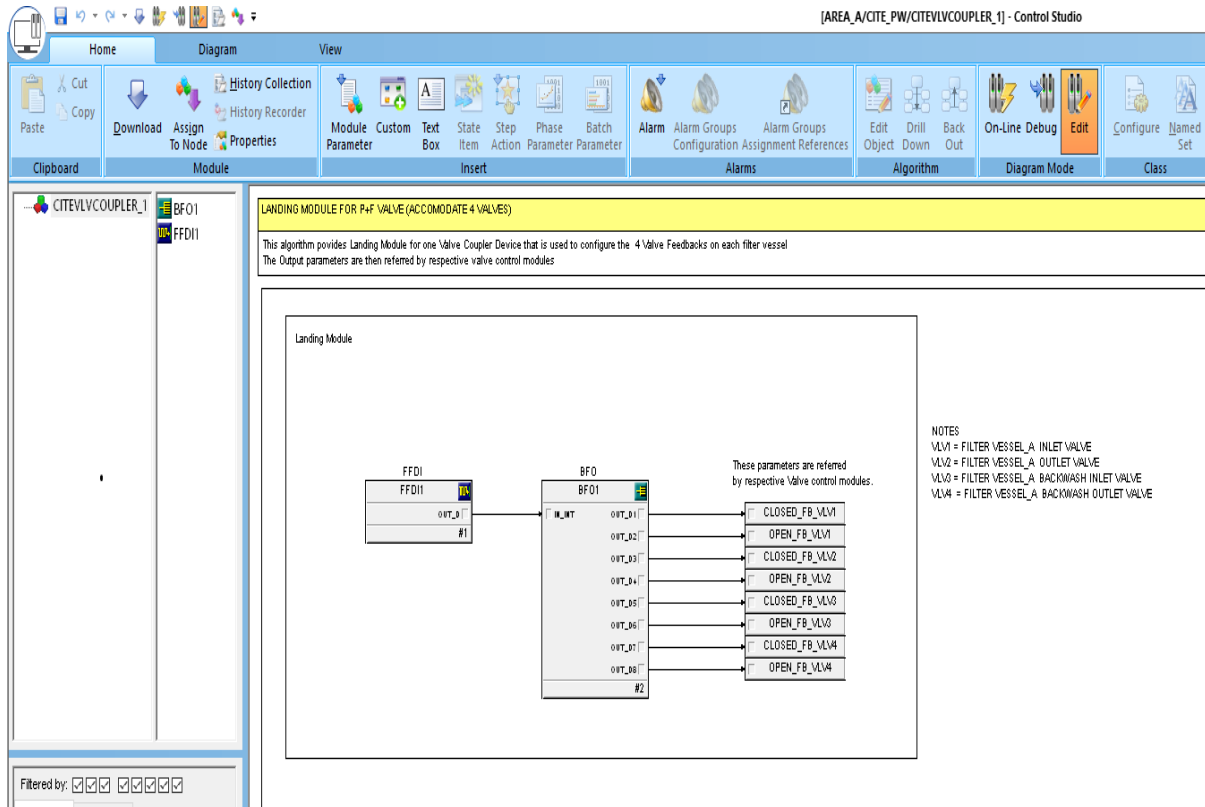 [AREA_A/CITE_PW/CITEVLVCOUPLER_1] - Control Studio
Home Diagram View
Cut
Copy
Paste
Clipboard
Download
Assign
To Node
History Collection
History Recorder
Properties
Module
Module
Parameter
Custom
Text
Box
State
Item
Step
Action
Phase
Parameter
Batch
Parameter
Insert
Alarm
Alarm Groups
Configuration
Alarm Groups
Assignment References
Alarms
Edit
Object
Drill
Down
Back
Out
Algorithm
On-Line
Debug
Edit
Diagram Mode
Configure
Named
Set
Class
CITEVLVCOUPLER_1
BFO1
FFDI1
LANDING MODULE FOR P+F VALVE (ACCOMODATE 4 VALVES)
This algorithm povides Landing Module for one Valve Coupler Device that is used to configure the 4 Valve Feedbacks on each filter vessel
The Output parameters are then referred by respective valve control modules
Landing Module
FFDI
FFDI1
OUT_D
#1
BFO
BFO1
IN_INT
OUT_D1
OUT_D2
OUT_D3
OUT_D4
OUT_D5
OUT_D6
OUT_D7
OUT_D8
#2
These parameters are referred
by respective Valve control modules.
CLOSED_FB_VLV1
OPEN_FB_VLV1
CLOSED_FB_VLV2
OPEN_FB_VLV2
CLOSED_FB_VLV3
OPEN_FB_VLV3
CLOSED_FB_VLV4
OPEN_FB_VLV4
NOTES
VLV1 = FILTER VESSEL_A INLET VALVE
VLV2 = FILTER VESSEL_A OUTLET VALVE
VLV3 = FILTER VESSEL_A BACKWASH INLET VALVE
VLV4 = FILTER VESSEL_A BACKWASH OUTLET VALVE
Filtered by: